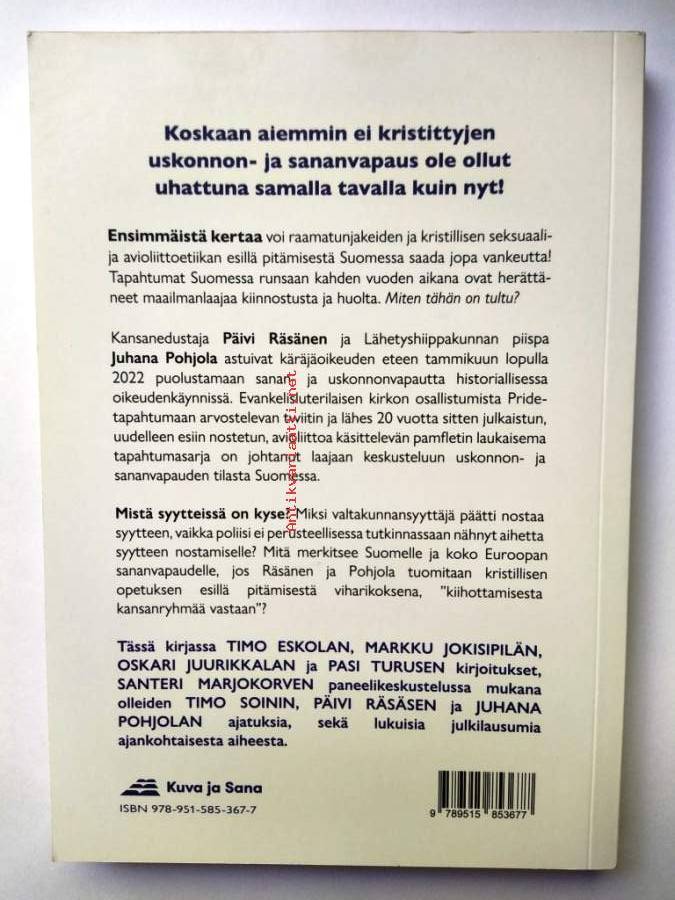 Koskaan aiemmin ei kristittyjen
uskonnon- ja sananvapaus ole ollut
uhattuna samalla tavalla kuin nyt!
Ensimmäistä kertaa voi raamatunjakeiden ja kristillisen seksuaali-
ja avioliittoetiikan esillä pitämisestä Suomessa saada jopa vankeutta!
Tapahtumat Suomessa runsaan kahden vuoden aikana ovat herättä-
neet maailmanlaajaa kiinnostusta ja huolta. Miten tähän on tultu?
Kansanedustaja Päivi Räsänen ja Lähetyshiippakunnan piispa
Juhana Pohjola astuivat käräjäoikeuden eteen tammikuun lopulla
2022 puolustamaan sanan- ja uskonnonvapautta historiallisessa
oikeudenkäynnissä. Evankelisluterilaisen kirkon osallistumista Pride-
tapahtumaan arvostelevan twiitin ja lähes 20 vuotta sitten julkaistun,
uudelleen esiin nostetun, avioliittoa käsittelevän pamfletin laukaisema
tapahtumasarja on johtanut laajaan keskusteluun uskonnon- ja
sananvapauden tilasta Suomessa.
Mistä syytteissä on kyse? Miksi valtakunnansyyttäjä päätti nostaa
syytteen, vaikka poliisi ei perusteellisessa tutkinnassaan nähnyt aihetta
syytteen nostamiselle? Mitä merkitsee Suomelle ja koko Euroopan
sananvapaudelle, jos Räsänen ja Pohjola tuomitaan kristillisen
opetuksen esillä pitämisestä viharikoksena, "kiihottamisesta
kansanryhmää vastaan"?
Tässä kirjassa TIMO ESKOLAN, MARKKU JOKISIPILÄN,
OSKARI JUURIKKALAN ja PASI TURUSEN kirjoitukset,
SANTERI MARJOKORVEN paneelikeskustelussa mukana
olleiden TIMO SOININ, PÄIVI RÄSÄSEN ja JUHANA
POHJOLAN ajatuksia, sekä lukuisia julkilausumia
ajankohtaisesta aiheesta.
Kuva ja Sana
ISBN 978-951-585-367-7
9 789515 853677
Antikvariaatti.net